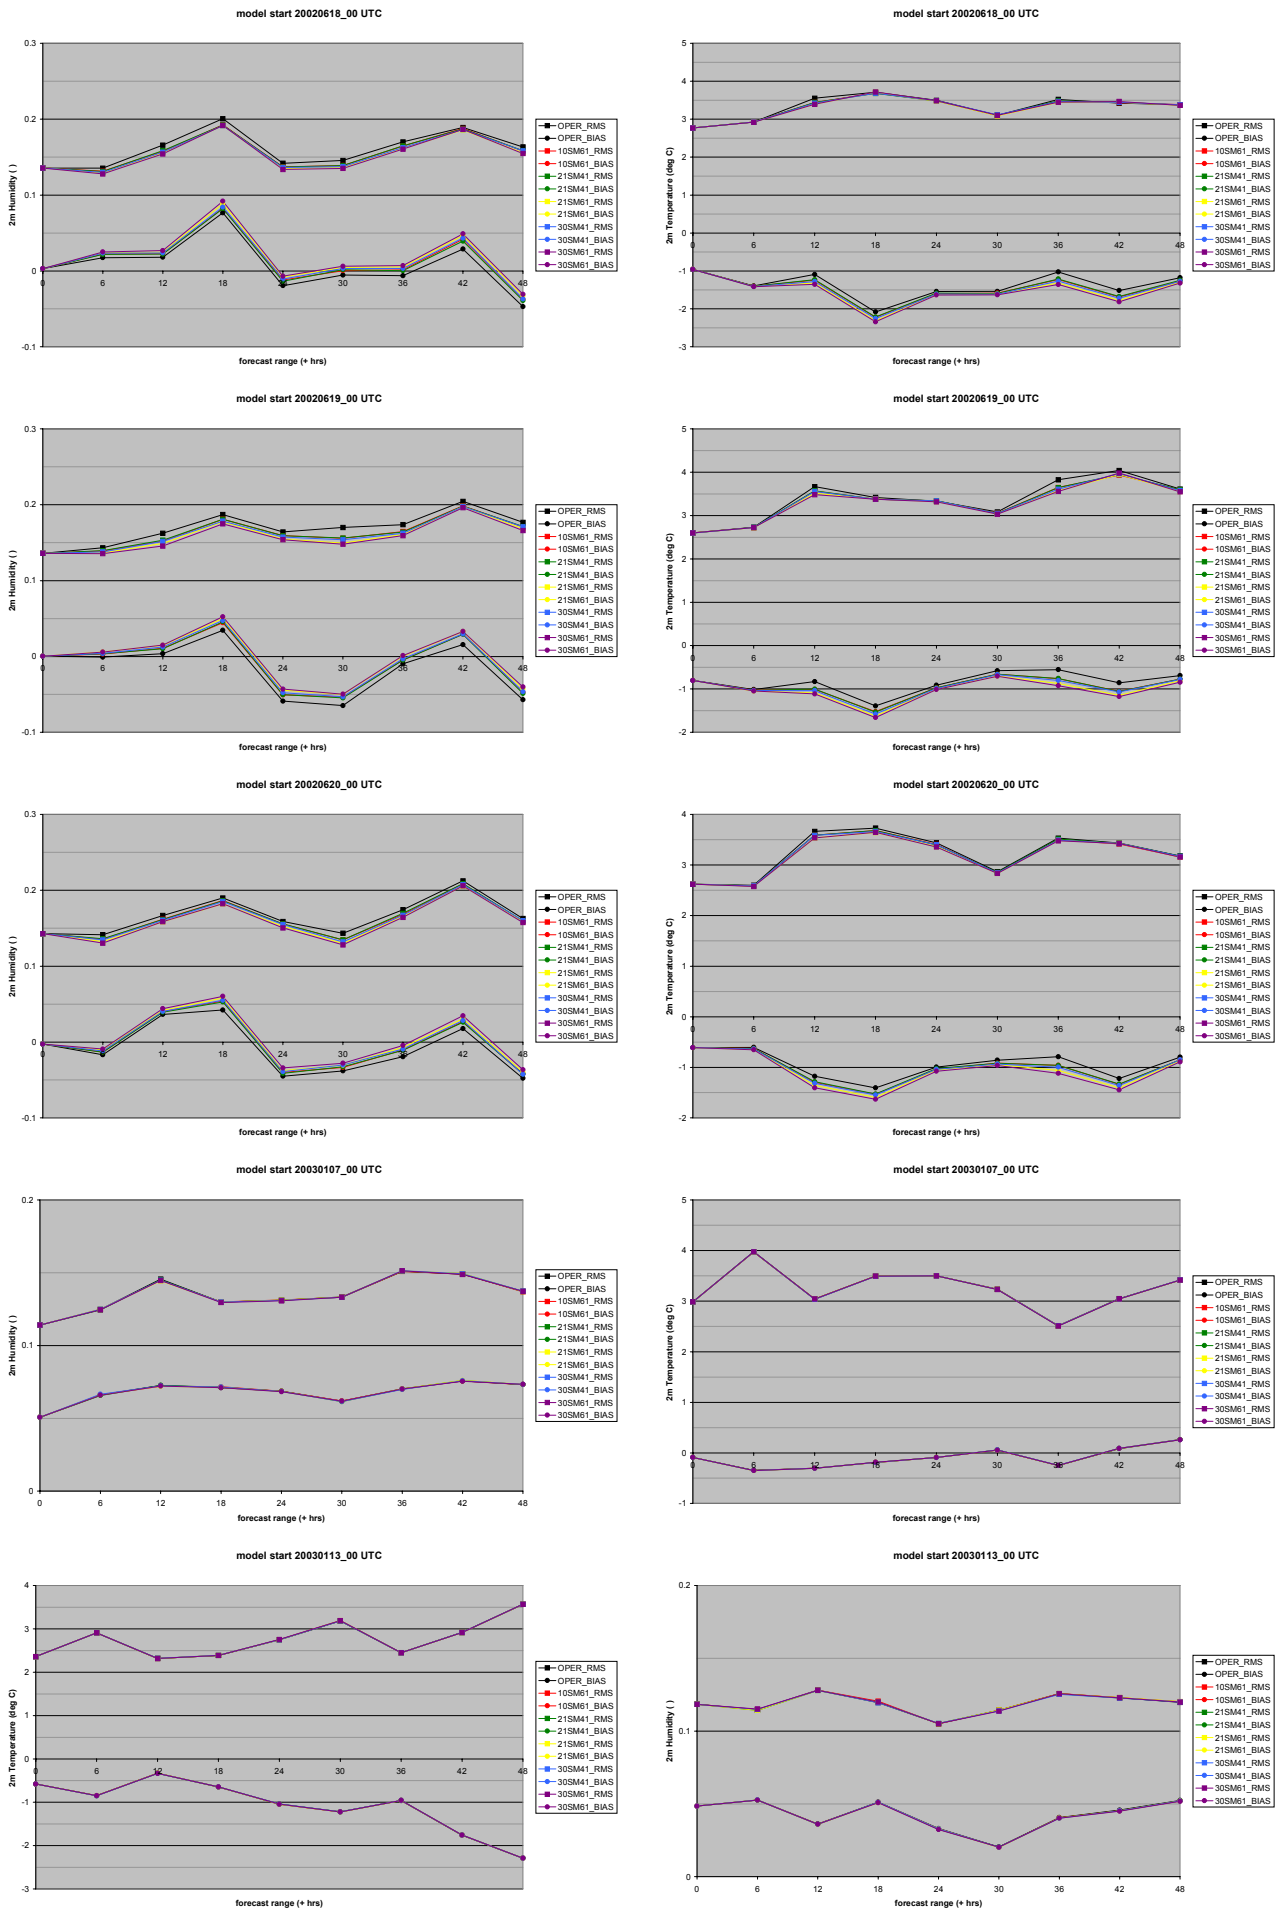 model start 20020618_00 UTC
0.3
0.2
0.1
0
-0.1
2m Humidity ( )
0 6 12 18 24 30 36 42 48
forecast range (+ hrs)
OPER_RMS
OPER_BIAS
10SM61_RMS
10SM61_BIAS
21SM41_RMS
21SM41_BIAS
21SM61_RMS
21SM61_BIAS
30SM41_RMS
30SM41_BIAS
30SM61_RMS
30SM61_BIAS
model start 20020618_00 UTC
5
4
3
2
1
0
-1
-2
-3
2m Temperature (deg C)
0 6 12 18 24 30 36 42 48
forecast range (+ hrs)
OPER_RMS
OPER_BIAS
10SM61_RMS
10SM61_BIAS
21SM41_RMS
21SM41_BIAS
21SM61_RMS
21SM61_BIAS
30SM41_RMS
30SM41_BIAS
30SM61_RMS
30SM61_BIAS
model start 20020619_00 UTC
0.3
0.2
0.1
0
-0.1
2m Humidity ( )
0 6 12 18 24 30 36 42 48
forecast range (+ hrs)
OPER_RMS
OPER_BIAS
10SM61_RMS
10SM61_BIAS
21SM41_RMS
21SM41_BIAS
21SM61_RMS
21SM61_BIAS
30SM41_RMS
30SM41_BIAS
30SM61_RMS
30SM61_BIAS
model start 20020619_00 UTC
5
4
3
2
1
0
-1
-2
2m Temperature (deg C)
0 6 12 18 24 30 36 42 48
forecast range (+ hrs)
OPER_RMS
OPER_BIAS
10SM61_RMS
10SM61_BIAS
21SM41_RMS
21SM41_BIAS
21SM61_RMS
21SM61_BIAS
30SM41_RMS
30SM41_BIAS
30SM61_RMS
30SM61_BIAS
model start 20020620_00 UTC
0.3
0.2
0.1
0
-0.1
2m Humidity ( )
0 6 12 18 24 30 36 42 48
forecast range (+ hrs)
OPER_RMS
OPER_BIAS
10SM61_RMS
10SM61_BIAS
21SM41_RMS
21SM41_BIAS
21SM61_RMS
21SM61_BIAS
30SM41_RMS
30SM41_BIAS
30SM61_RMS
30SM61_BIAS
model start 20020620_00 UTC
4
3
2
1
0
-1
-2
2m Temperature (deg C)
0 6 12 18 24 30 36 42 48
forecast range (+ hrs)
OPER_RMS
OPER_BIAS
10SM61_RMS
10SM61_BIAS
21SM41_RMS
21SM41_BIAS
21SM61_RMS
21SM61_BIAS
30SM41_RMS
30SM41_BIAS
30SM61_RMS
30SM61_BIAS
model start 20030107_00 UTC
0.2
0.1
0
2m Humidity ( )
0 6 12 18 24 30 36 42 48
forecast range (+ hrs)
OPER_RMS
OPER_BIAS
10SM61_RMS
10SM61_BIAS
21SM41_RMS
21SM41_BIAS
21SM61_RMS
21SM61_BIAS
30SM41_RMS
30SM41_BIAS
30SM61_RMS
30SM61_BIAS
model start 20030107_00 UTC
5
4
3
2
1
0
-1
2m Temperature (deg C)
0 6 12 18 24 30 36 42 48
forecast range (+ hrs)
OPER_RMS
OPER_BIAS
10SM61_RMS
10SM61_BIAS
21SM41_RMS
21SM41_BIAS
21SM61_RMS
21SM61_BIAS
30SM41_RMS
30SM41_BIAS
30SM61_RMS
30SM61_BIAS
model start 20030113_00 UTC
4
3
2
1
0
-1
-2
-3
2m Temperature (deg C)
0 6 12 18 24 30 36 42 48
forecast range (+ hrs)
OPER_RMS
OPER_BIAS
10SM61_RMS
10SM61_BIAS
21SM41_RMS
21SM41_BIAS
21SM61_RMS
21SM61_BIAS
30SM41_RMS
30SM41_BIAS
30SM61_RMS
30SM61_BIAS
model start 20030113_00 UTC
0.2
0.1
0
2m Humidity ( )
0 6 12 18 24 30 36 42 48
forecast range (+ hrs)
OPER_RMS
OPER_BIAS
10SM61_RMS
10SM61_BIAS
21SM41_RMS
21SM41_BIAS
21SM61_RMS
21SM61_BIAS
30SM41_RMS
30SM41_BIAS
30SM61_RMS
30SM61_BIAS